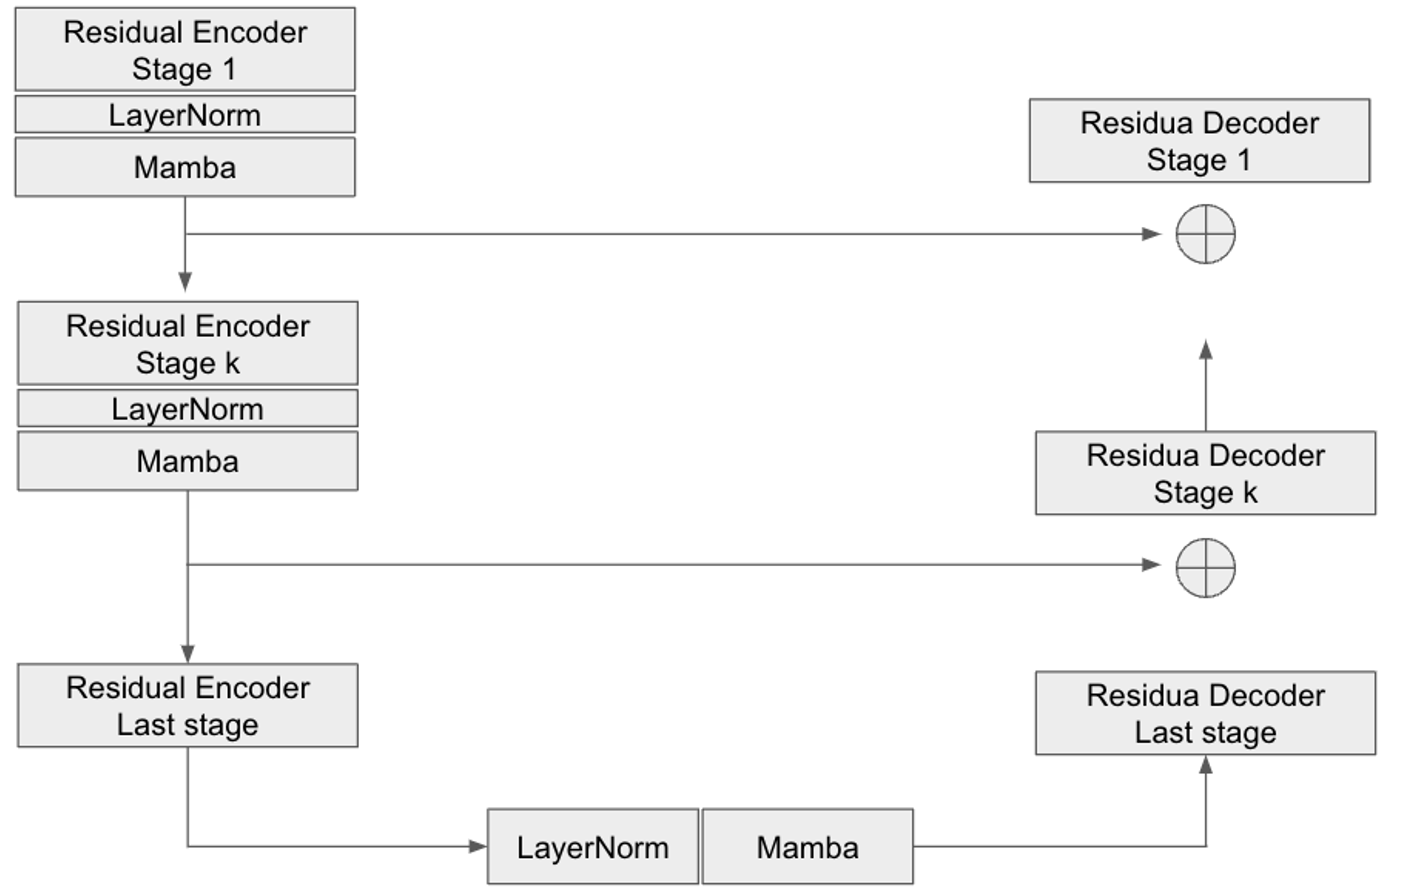 Residual Encoder
Stage 1
LayerNorm
Mamba
Residua Decoder
Stage 1
Residual Encoder
Stage k
LayerNorm
Mamba
Residua Decoder
Stage k
Residual Encoder
Last stage
Residua Decoder
Last stage
LayerNorm
Mamba